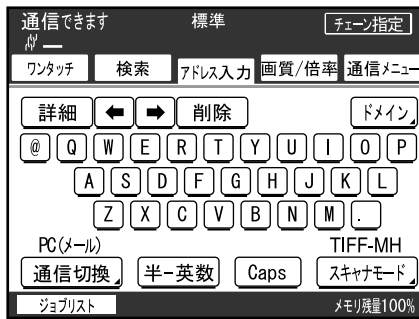 通信できます 標準 チェーン指定
ワンタッチ 検索 アドレス入力 画質/倍率 通信メニュー
詳細 ← → 削除 ドメイン
@ Q W E R T Y U I O P
A S D F G H J K L
Z X C V B N M .
PC(メール) TIFF-MH
通信切換 半-英数 Caps スキャナモード
ジョブリスト メモリ残量100%